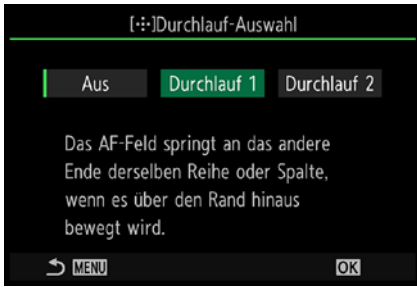 [·:·]Durchlauf-Auswahl
Aus Durchlauf 1 Durchlauf 2
Das AF-Feld springt an das andere
Ende derselben Reihe oder Spalte,
wenn es über den Rand hinaus
bewegt wird.
MENU OK